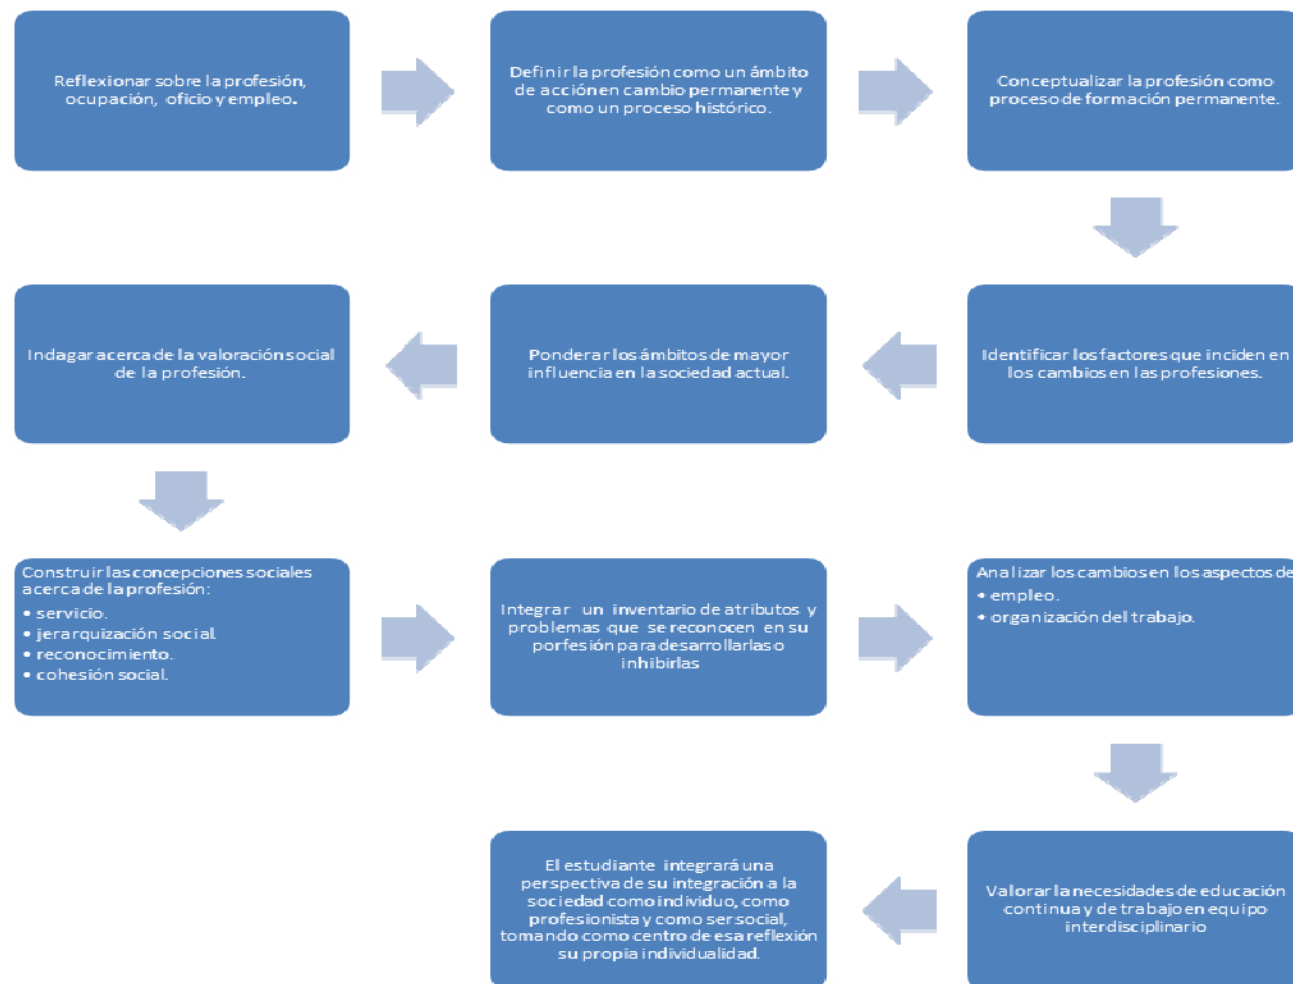 Reflexionar sobre la profesión,
ocupación, oficio y empleo.
Definir la profesión como un ámbito
de acción en cambio permanente y
como un proceso histórico.
Conceptualizar la profesión como
proceso de formación permanente.
Identificar los factores que inciden en
los cambios en las profesiones.
Ponderar los ámbitos de mayor
influencia en la sociedad actual.
Indagar acerca de la valoración social
de la profesión.
Construir las concepciones sociales
acerca de la profesión:
• servicio.
• jerarquización social.
• reconocimiento.
• cohesión social.
Integrar un inventario de atributos y
problemas que se reconocen en su
porfesión para desarrollarlas o
inhibirlas
Analizar los cambios en los aspectos de
• empleo.
• organización del trabajo.
Valorar la necesidades de educación
continua y de trabajo en equipo
interdisciplinario
El estudiante integrará una
perspectiva de su integración a la
sociedad como individuo, como
profesionista y como ser social,
tomando como centro de esa reflexión
su propia individualidad.